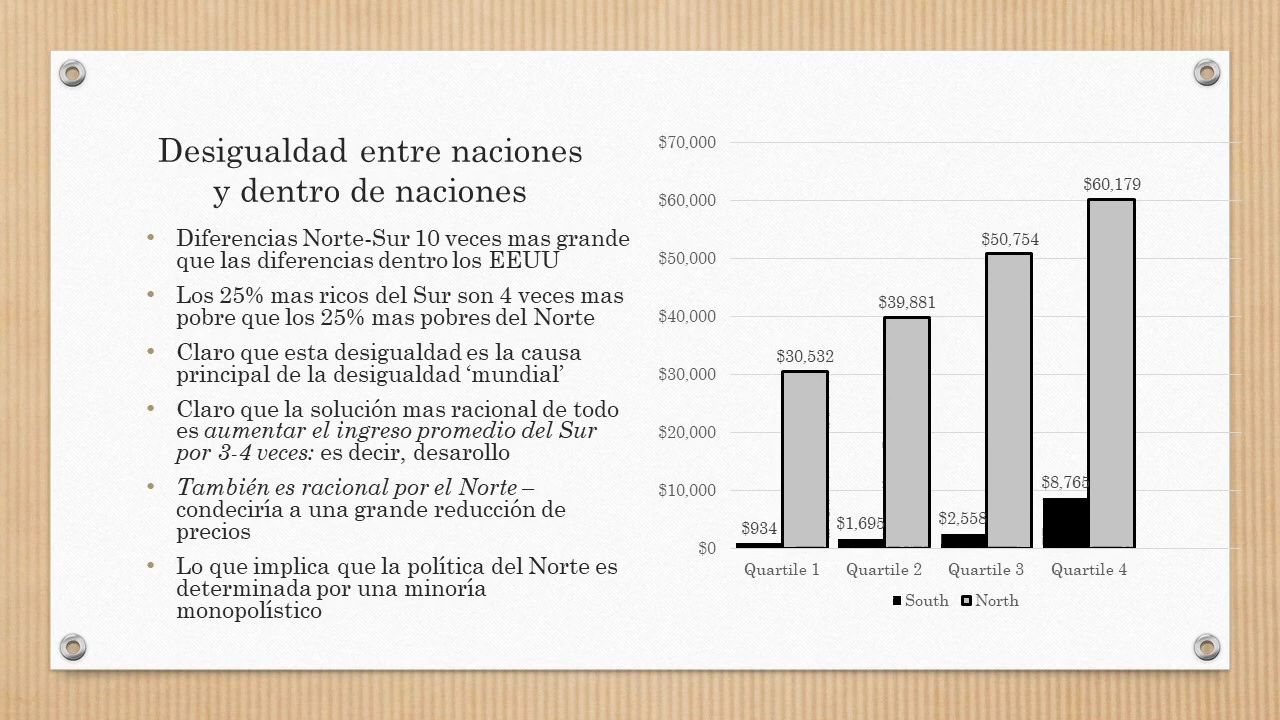 Desigualdad entre naciones
y dentro de naciones
• Diferencias Norte-Sur 10 veces mas grande
que las diferencias dentro los EEUU
• Los 25% mas ricos del Sur son 4 veces mas
pobre que los 25% mas pobres del Norte
• Claro que esta desigualdad es la causa
principal de la desigualdad ‘mundial’
• Claro que la solución mas racional de todo
es aumentar el ingreso promedio del Sur
por 3-4 veces: es decir, desarollo
• También es racional por el Norte –
condeciría a una grande reducción de
precios
• Lo que implica que la política del Norte es
determinada por una minoría
monopolístico
$70,000
$60,000
$50,000
$40,000
$30,000
$20,000
$10,000
$0
$934
$30,532
$1,695
$39,881
$2,558
$50,754
$8,765
$60,179
Quartile 1 Quartile 2 Quartile 3 Quartile 4
South North